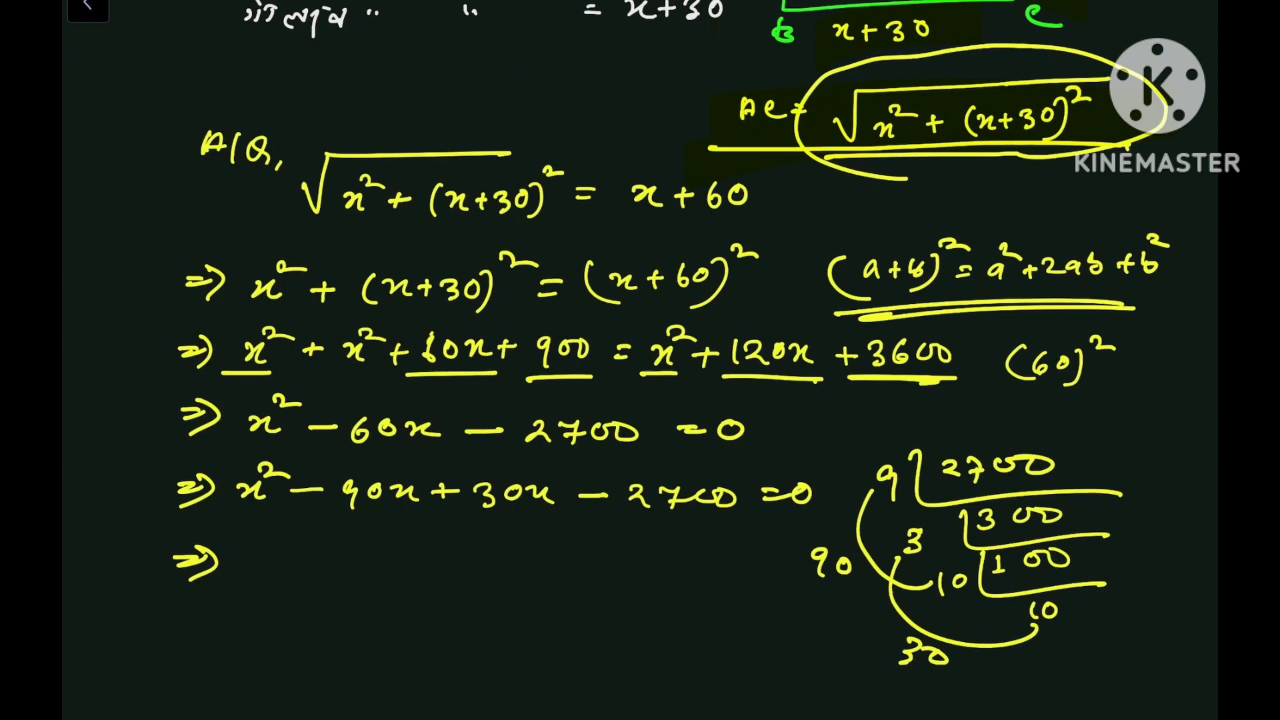 " " = x+30
B x+30 C
AC = √x² + (x+30)²
KINEMASTER
A/Q,
√x² + (x+30)² = x+60
⇒ x² + (x+30)² = (x+60)² (a+b)² = a²+2ab+b²
⇒ x² + x² + 60x + 900 = x² + 120x + 3600 (60)²
⇒ x² - 60x - 2700 = 0
⇒ x² - 90x + 30x - 2700 = 0
⇒
9 2700
3 300
10 100
10
90
30